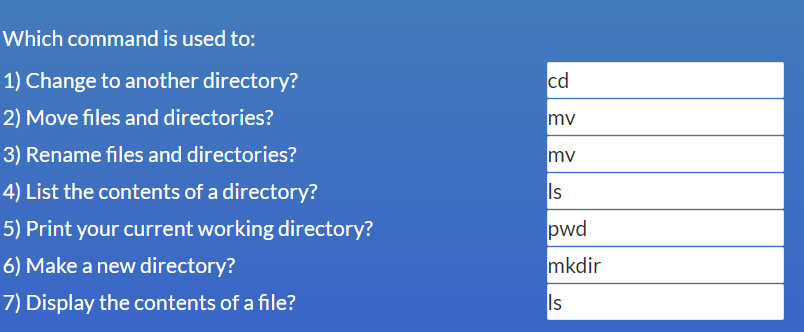 Which command is used to:
1) Change to another directory? cd
2) Move files and directories? mv
3) Rename files and directories? mv
4) List the contents of a directory? ls
5) Print your current working directory? pwd
6) Make a new directory? mkdir
7) Display the contents of a file? ls